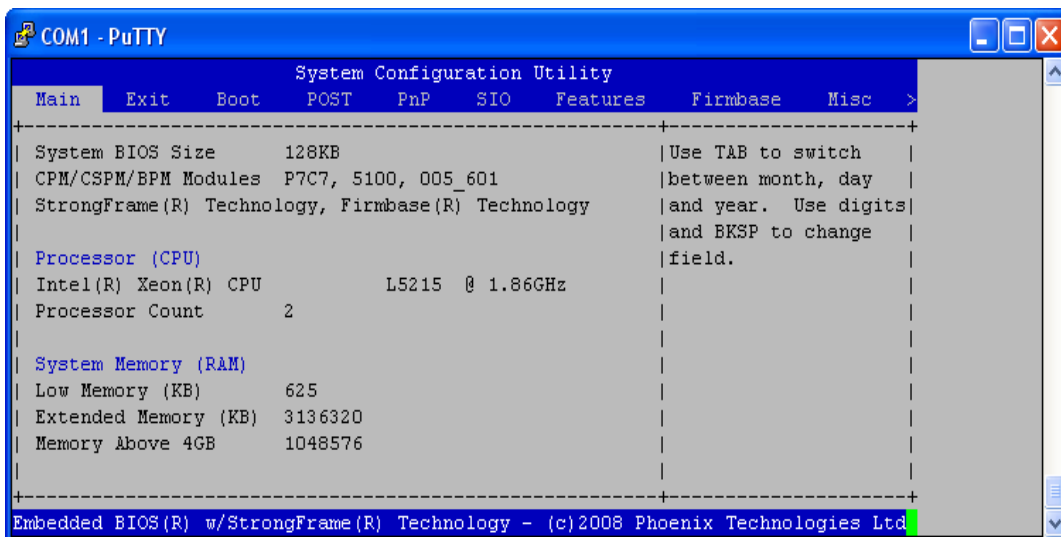 COM1 - PuTTY
System Configuration Utility
Main Exit Boot POST PnP SIO Features Firmbase Misc >
System BIOS Size 128KB
CPM/CSPM/BPM Modules P7C7, 5100, 005_601
StrongFrame(R) Technology, Firmbase(R) Technology
Processor (CPU)
Intel(R) Xeon(R) CPU L5215 @ 1.86GHz
Processor Count 2
System Memory (RAM)
Low Memory (KB) 625
Extended Memory (KB) 3136320
Memory Above 4GB 1048576
Use TAB to switch
between month, day
and year. Use digits
and BKSP to change
field.
Embedded BIOS(R) w/StrongFrame(R) Technology - (c)2008 Phoenix Technologies Ltd